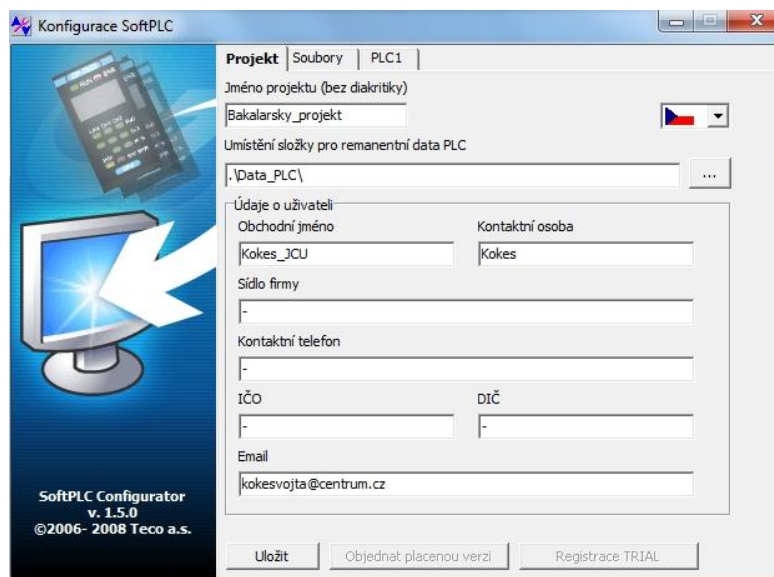 Konfigurace SoftPLC
Projekt Soubory PLC1
Jméno projektu (bez diakritiky)
Bakalarsky_projekt
Umístění složky pro remanentní data PLC
.\Data_PLC\ ...
Údaje o uživateli
Obchodní jméno Kontaktní osoba
Kokes_JCU Kokes
Sídlo firmy
-
Kontaktní telefon
-
IČO DIČ
- -
Email
kokesvojta@centrum.cz
SoftPLC Configurator
v. 1.5.0
©2006- 2008 Teco a.s.
Uložit Objednat placenou verzi Registrace TRIAL